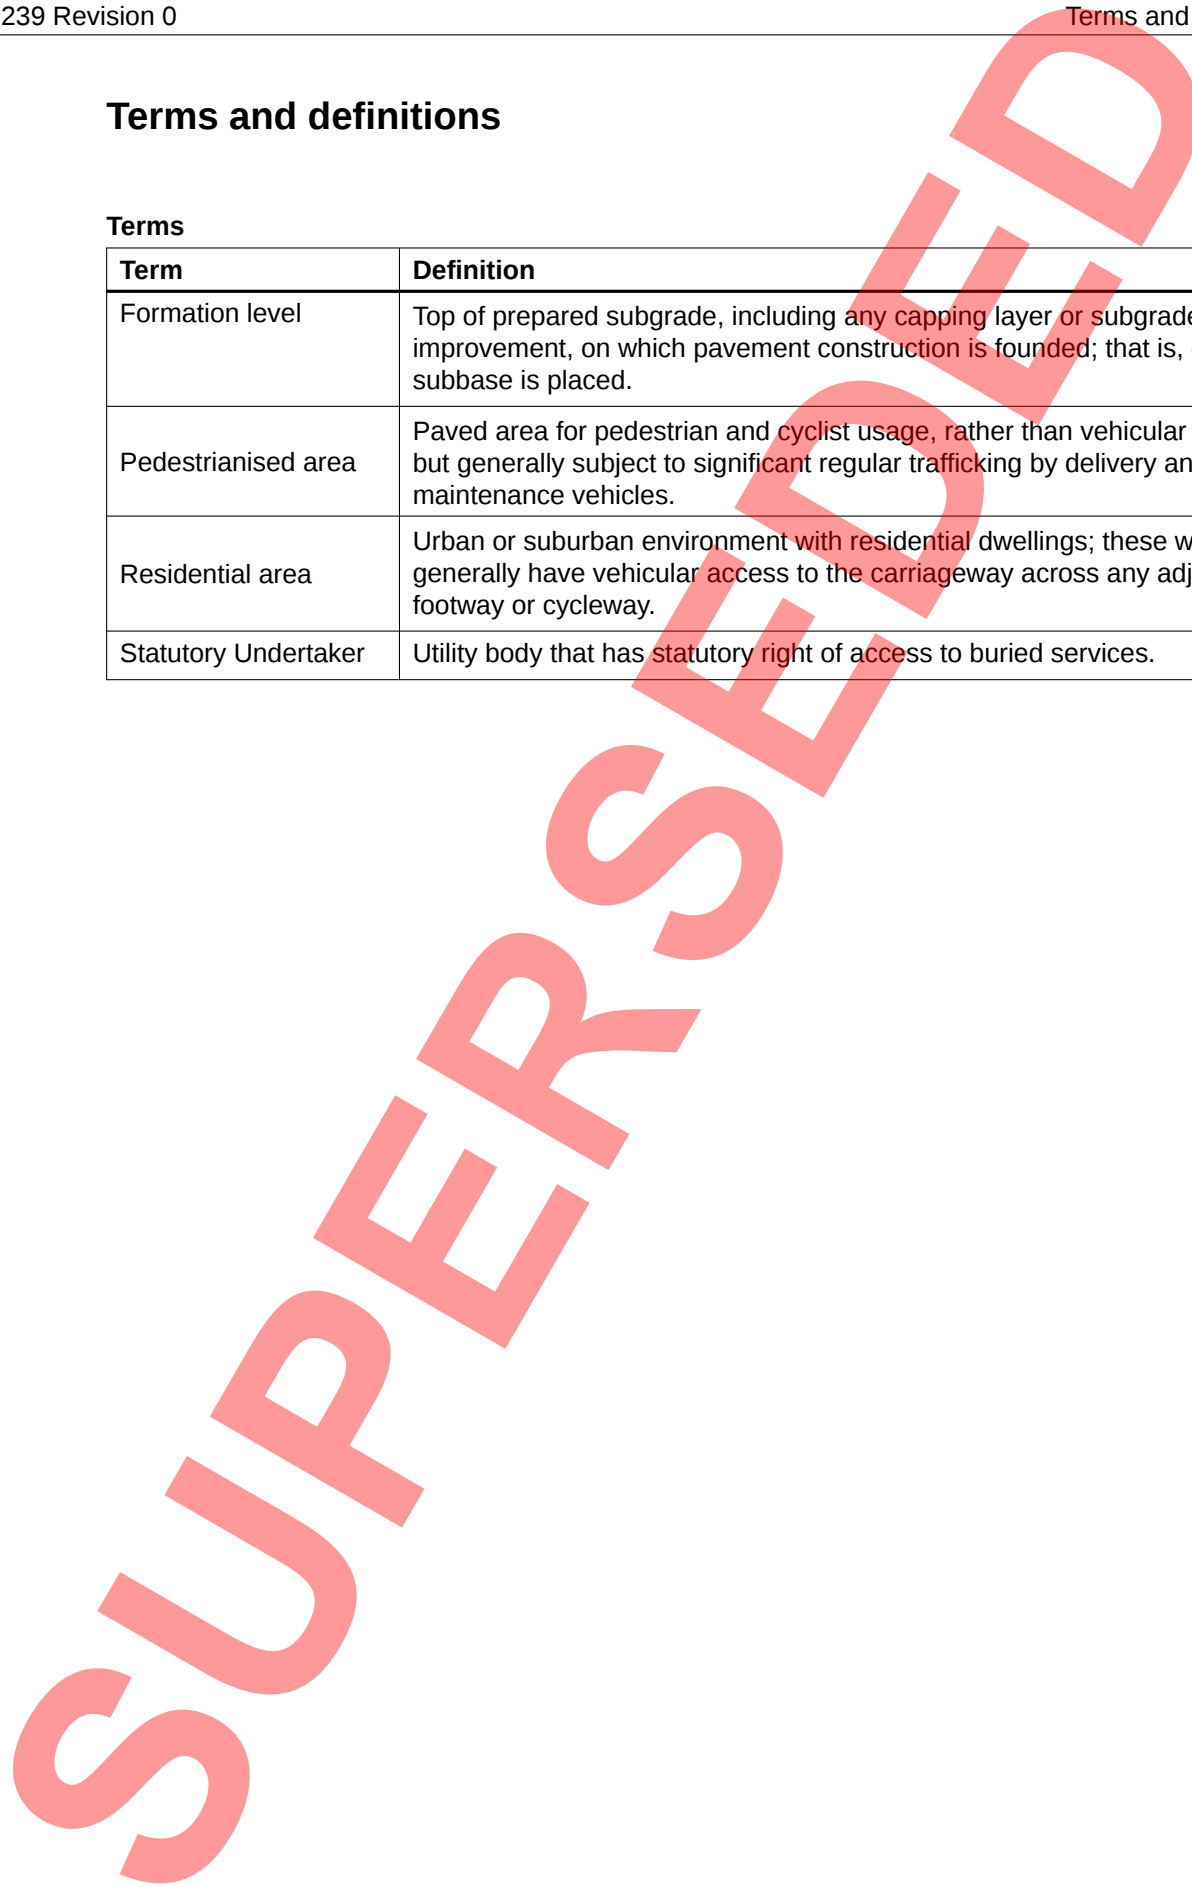 239 Revision 0 Terms and
Terms and definitions
Terms
Term Definition
Formation level Top of prepared subgrade, including any capping layer or subgrade
improvement, on which pavement construction is founded; that is,
subbase is placed.
Pedestrianised area Paved area for pedestrian and cyclist usage, rather than vehicular
but generally subject to significant regular trafficking by delivery an
maintenance vehicles.
Residential area Urban or suburban environment with residential dwellings; these w
generally have vehicular access to the carriageway across any adj
footway or cycleway.
Statutory Undertaker Utility body that has statutory right of access to buried services.
SUPERSEDED